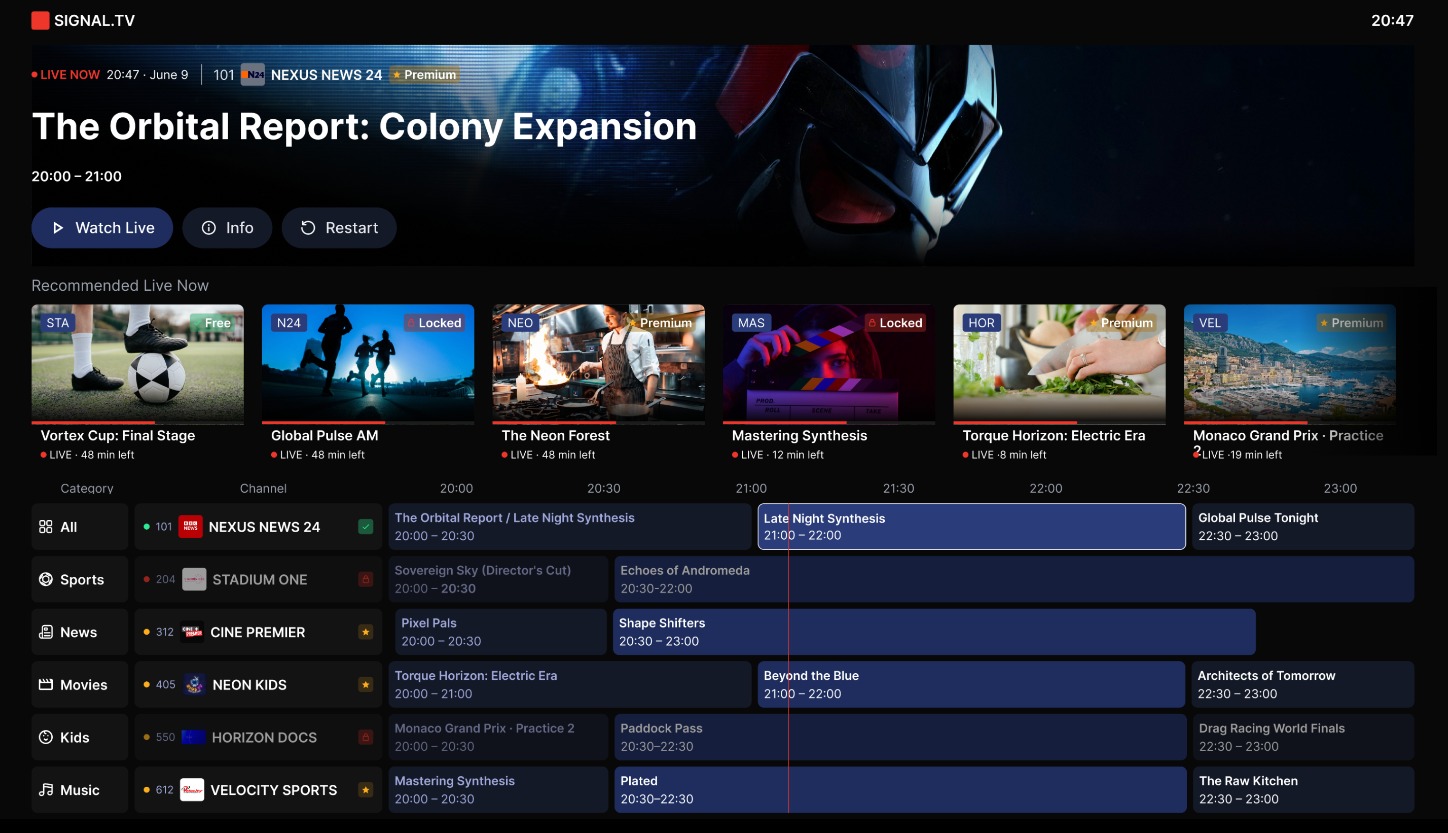 SIGNAL.TV
20:47
LIVE NOW 20:47 · June 9 101 N24 NEXUS NEWS 24 ★ Premium
The Orbital Report: Colony Expansion
20:00 – 21:00
Watch Live
Info
Restart
Recommended Live Now
STA Free
N24 Locked
NEO Premium
MAS Locked
HOR Premium
VEL Premium
PROD.
ROLL SCENE TAKE
Vortex Cup: Final Stage
LIVE · 48 min left
Global Pulse AM
LIVE · 48 min left
The Neon Forest
LIVE · 48 min left
Mastering Synthesis
LIVE · 12 min left
Torque Horizon: Electric Era
LIVE ·8 min left
Monaco Grand Prix · Practice
2
LIVE ·19 min left
Category Channel 20:00 20:30 21:00 21:30 22:00 22:30 23:00
All
101 BBC NEWS NEXUS NEWS 24
The Orbital Report / Late Night Synthesis
20:00 – 20:30
Late Night Synthesis
21:00 – 22:00
Global Pulse Tonight
22:30 – 23:00
Sports
204 STADIUM ONE
Sovereign Sky (Director's Cut)
20:00 – 20:30
Echoes of Andromeda
20:30-22:00
News
312 CINE PREMIER
Pixel Pals
20:00 – 20:30
Shape Shifters
20:30 – 23:00
Movies
405 NEON KIDS
Torque Horizon: Electric Era
20:00 – 21:00
Beyond the Blue
21:00 – 22:00
Architects of Tomorrow
22:30 – 23:00
Kids
550 HORIZON DOCS
Monaco Grand Prix · Practice 2
20:00 – 20:30
Paddock Pass
20:30–22:30
Drag Racing World Finals
22:30 – 23:00
Music
612 VELOCITY SPORTS
Mastering Synthesis
20:00 – 20:30
Plated
20:30–22:30
The Raw Kitchen
22:30 – 23:00